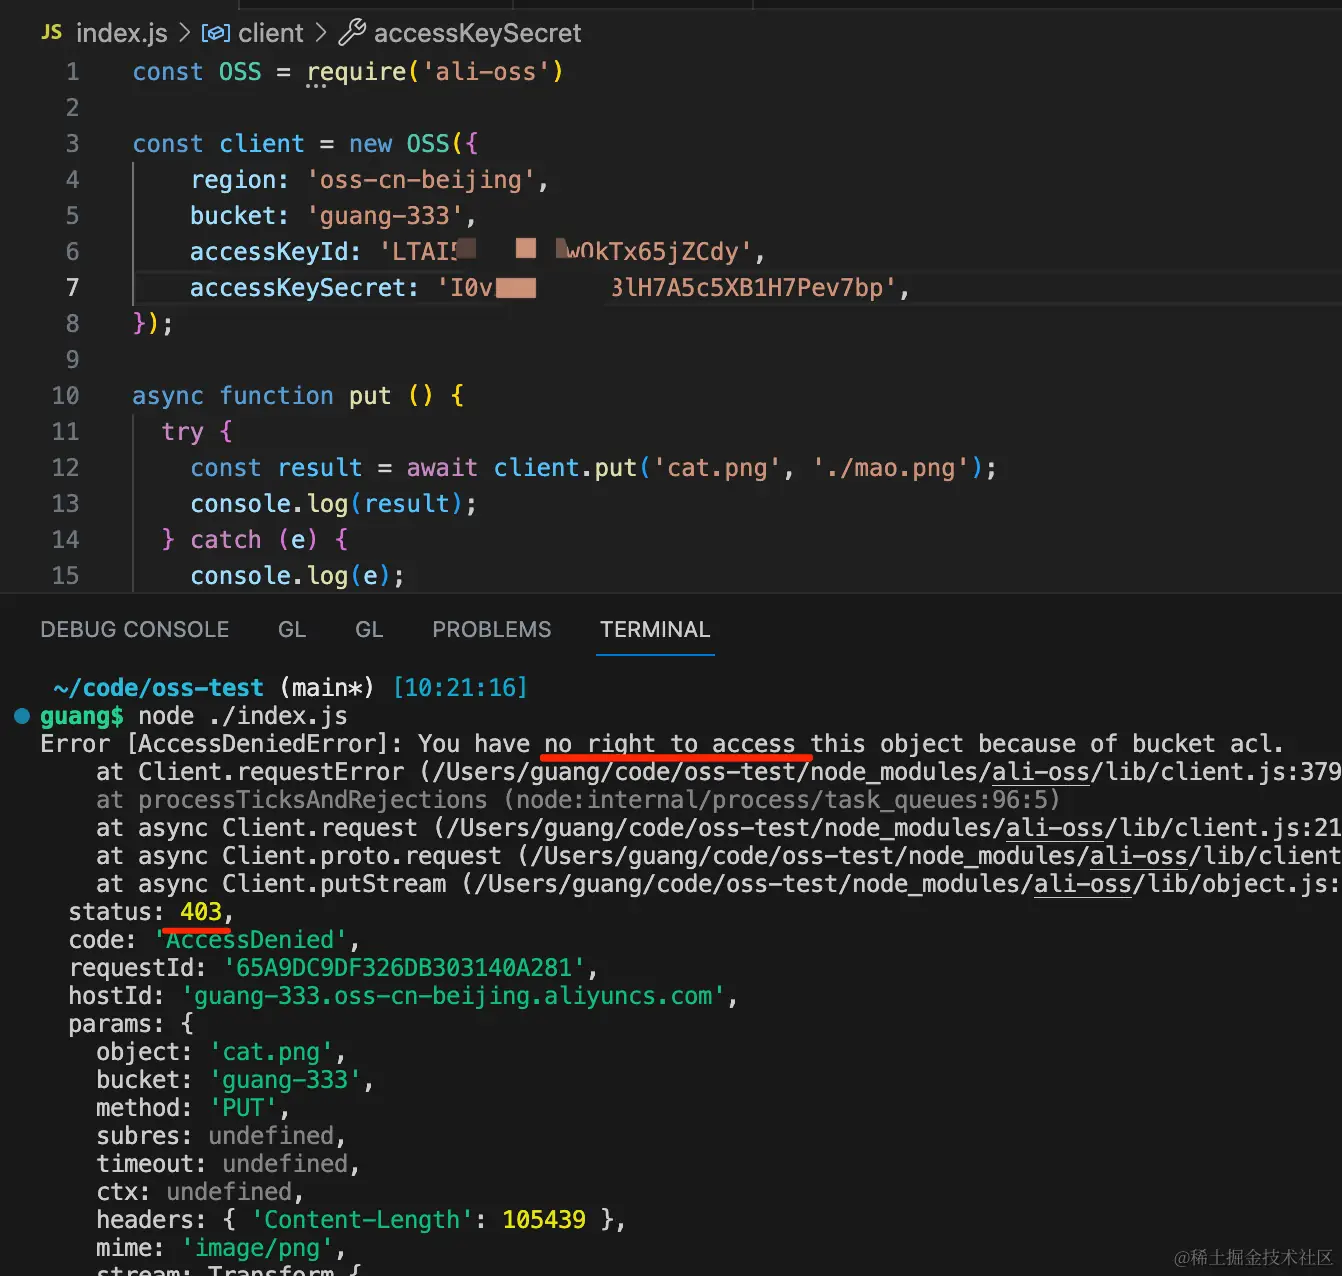 JS index.js > client > accessKeySecret
1 const OSS = require('ali-oss')
2
3 const client = new OSS({
4 region: 'oss-cn-beijing',
5 bucket: 'guang-333',
6 accessKeyId: 'LTAI5 wOkTx65jZCdy',
7 accessKeySecret: 'I0v 3lH7A5c5XB1H7Pev7bp',
8 });
9
10 async function put () {
11 try {
12 const result = await client.put('cat.png', './mao.png');
13 console.log(result);
14 } catch (e) {
15 console.log(e);
DEBUG CONSOLE GL GL PROBLEMS TERMINAL
~/code/oss-test (main*) [10:21:16]
guang$ node ./index.js
Error [AccessDeniedError]: You have no right to access this object because of bucket acl.
at Client.requestError (/Users/guang/code/oss-test/node_modules/ali-oss/lib/client.js:379
at processTicksAndRejections (node:internal/process/task_queues:96:5)
at async Client.request (/Users/guang/code/oss-test/node_modules/ali-oss/lib/client.js:21
at async Client.proto.request (/Users/guang/code/oss-test/node_modules/ali-oss/lib/client
at async Client.putStream (/Users/guang/code/oss-test/node_modules/ali-oss/lib/object.js:
status: 403,
code: 'AccessDenied',
requestId: '65A9DC9DF326DB303140A281',
hostId: 'guang-333.oss-cn-beijing.aliyuncs.com',
params: {
object: 'cat.png',
bucket: 'guang-333',
method: 'PUT',
subres: undefined,
timeout: undefined,
ctx: undefined,
headers: { 'Content-Length': 105439 },
mime: 'image/png',
stream: Transform {
@稀土掘金技术社区